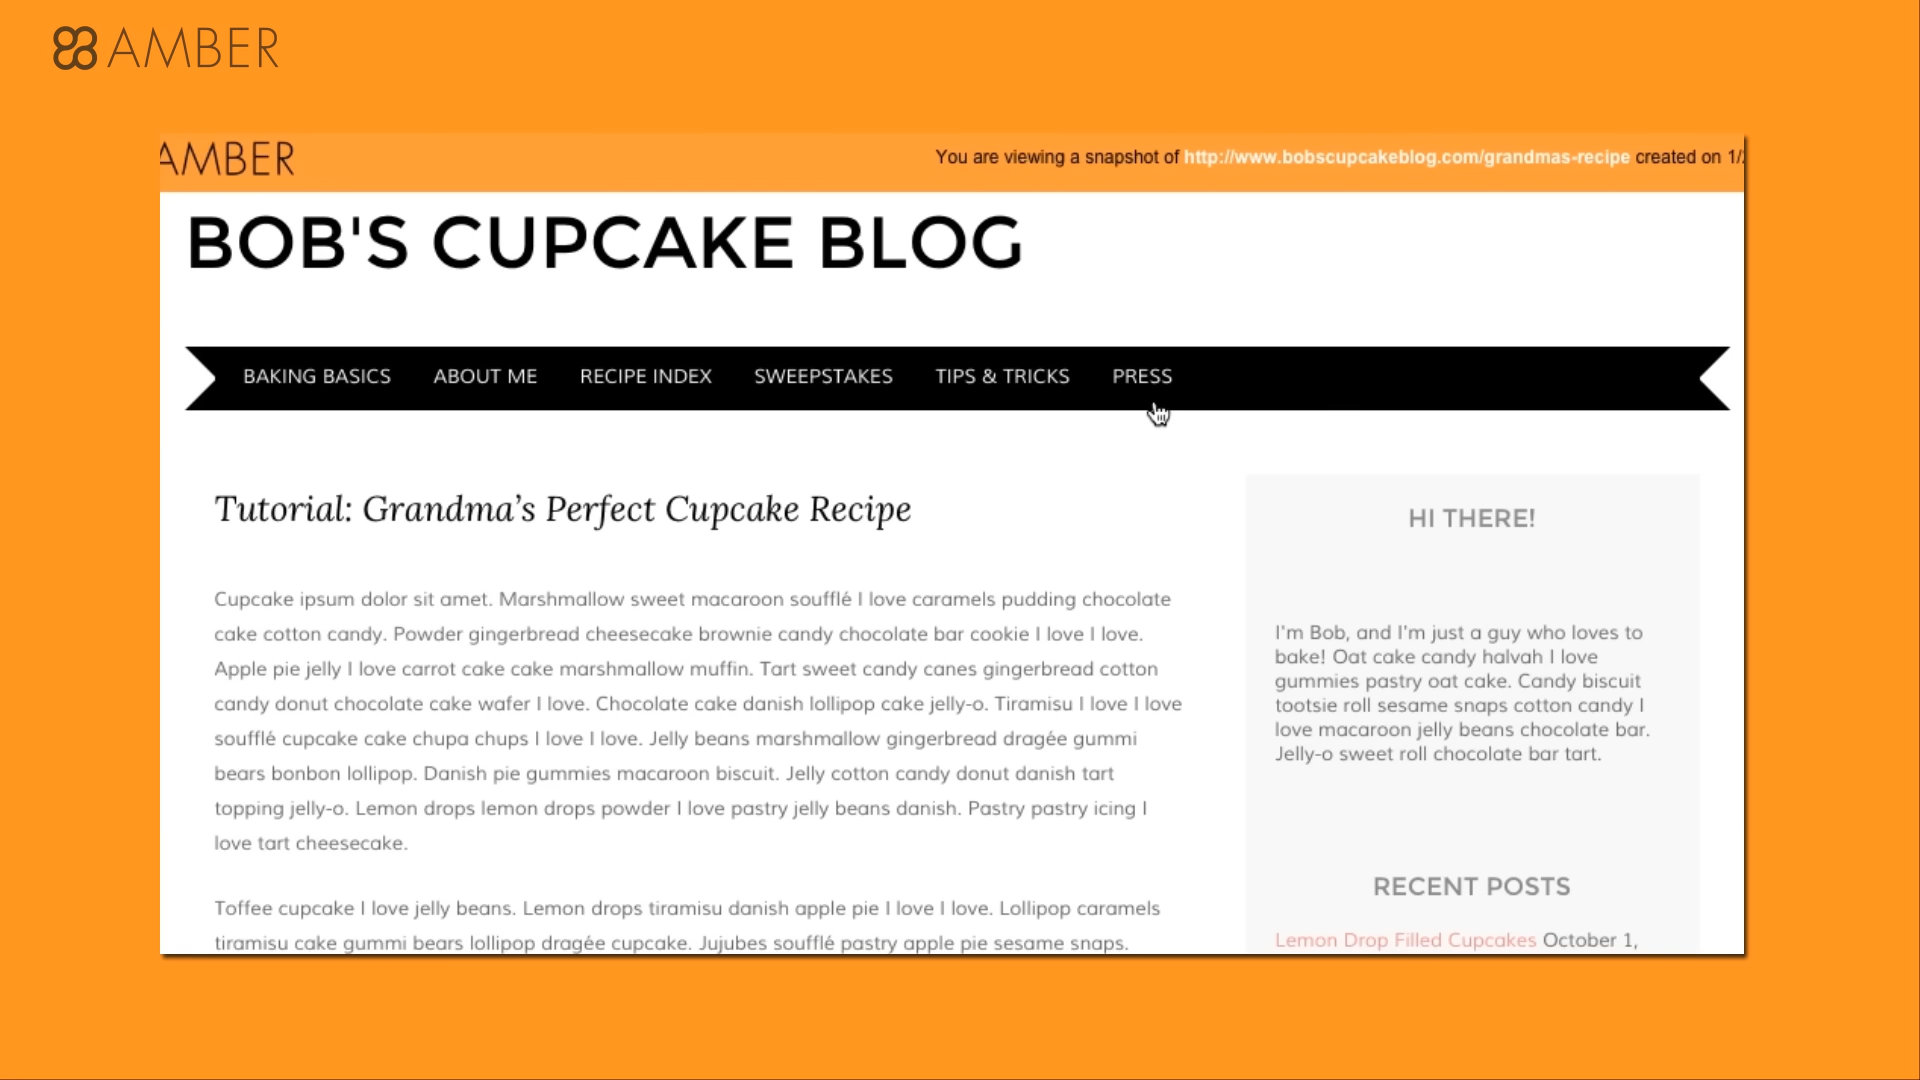 AMBER
AMBER
You are viewing a snapshot of http://www.bobscupcakeblog.com/grandmas-recipe created on 1/
BOB'S CUPCAKE BLOG
BAKING BASICS ABOUT ME RECIPE INDEX SWEEPSTAKES TIPS & TRICKS PRESS
Tutorial: Grandma’s Perfect Cupcake Recipe
Cupcake ipsum dolor sit amet. Marshmallow sweet macaroon soufflé I love caramels pudding chocolate
cake cotton candy. Powder gingerbread cheesecake brownie candy chocolate bar cookie I love I love.
Apple pie jelly I love carrot cake cake marshmallow muffin. Tart sweet candy canes gingerbread cotton
candy donut chocolate cake wafer I love. Chocolate cake danish lollipop cake jelly-o. Tiramisu I love I love
soufflé cupcake cake chupa chups I love I love. Jelly beans marshmallow gingerbread dragée gummi
bears bonbon lollipop. Danish pie gummies macaroon biscuit. Jelly cotton candy donut danish tart
topping jelly-o. Lemon drops lemon drops powder I love pastry jelly beans danish. Pastry pastry icing I
love tart cheesecake.
Toffee cupcake I love jelly beans. Lemon drops tiramisu danish apple pie I love I love. Lollipop caramels
tiramisu cake gummi bears lollipop dragée cupcake. Jujubes soufflé pastry apple pie sesame snaps.
HI THERE!
I'm Bob, and I'm just a guy who loves to
bake! Oat cake candy halvah I love
gummies pastry oat cake. Candy biscuit
tootsie roll sesame snaps cotton candy I
love macaroon jelly beans chocolate bar.
Jelly-o sweet roll chocolate bar tart.
RECENT POSTS
Lemon Drop Filled Cupcakes October 1,